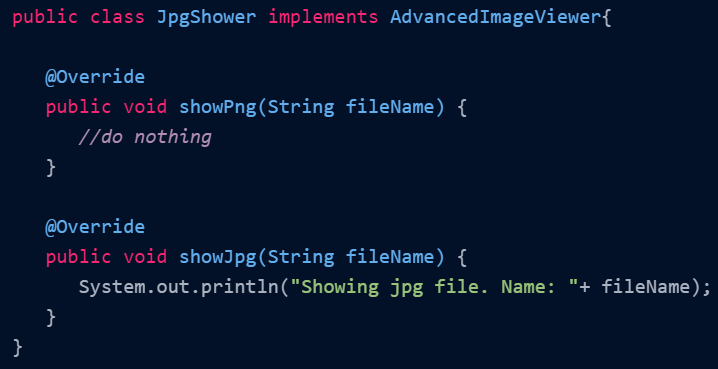 public class JpgShower implements AdvancedImageViewer{
@Override
public void showPng(String fileName) {
//do nothing
}
@Override
public void showJpg(String fileName) {
System.out.println("Showing jpg file. Name: "+ fileName);
}
}